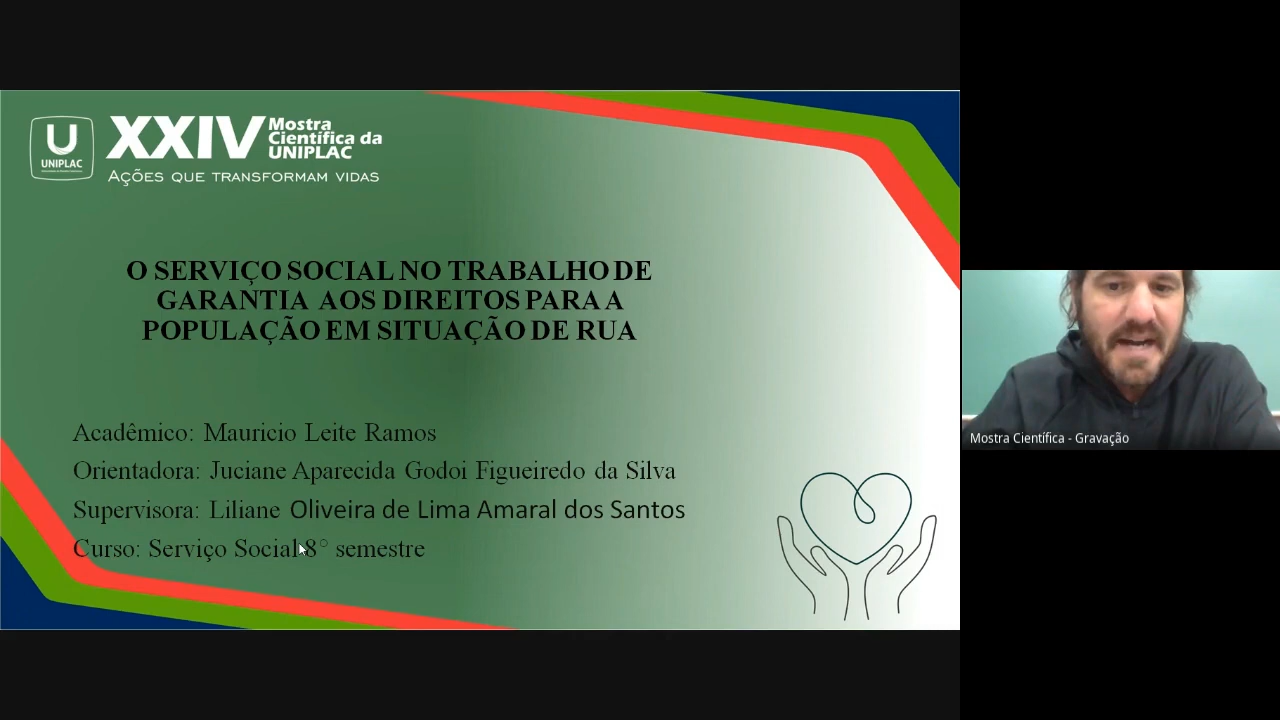 UNIPLAC
XXIV Mostra
Científica da
UNIPLAC
AÇÕES QUE TRANSFORMAM VIDAS
O SERVIÇO SOCIAL NO TRABALHO DE
GARANTIA AOS DIREITOS PARA A
POPULAÇÃO EM SITUAÇÃO DE RUA
Acadêmico: Mauricio Leite Ramos
Orientadora: Juciane Aparecida Godoi Figueiredo da Silva
Supervisora: Liliane Oliveira de Lima Amaral dos Santos
Curso: Serviço Social 8° semestre
Mostra Científica - Gravação